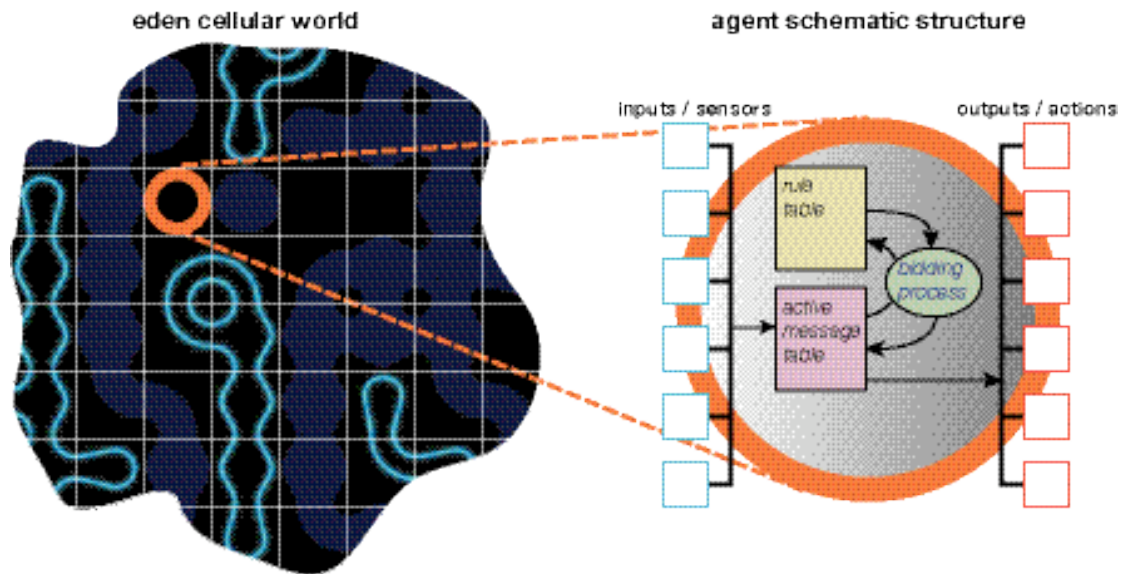 eden cellular world
agent schematic structure
inputs / sensors
outputs / actions
rule
table
bidding
process
active
message
table